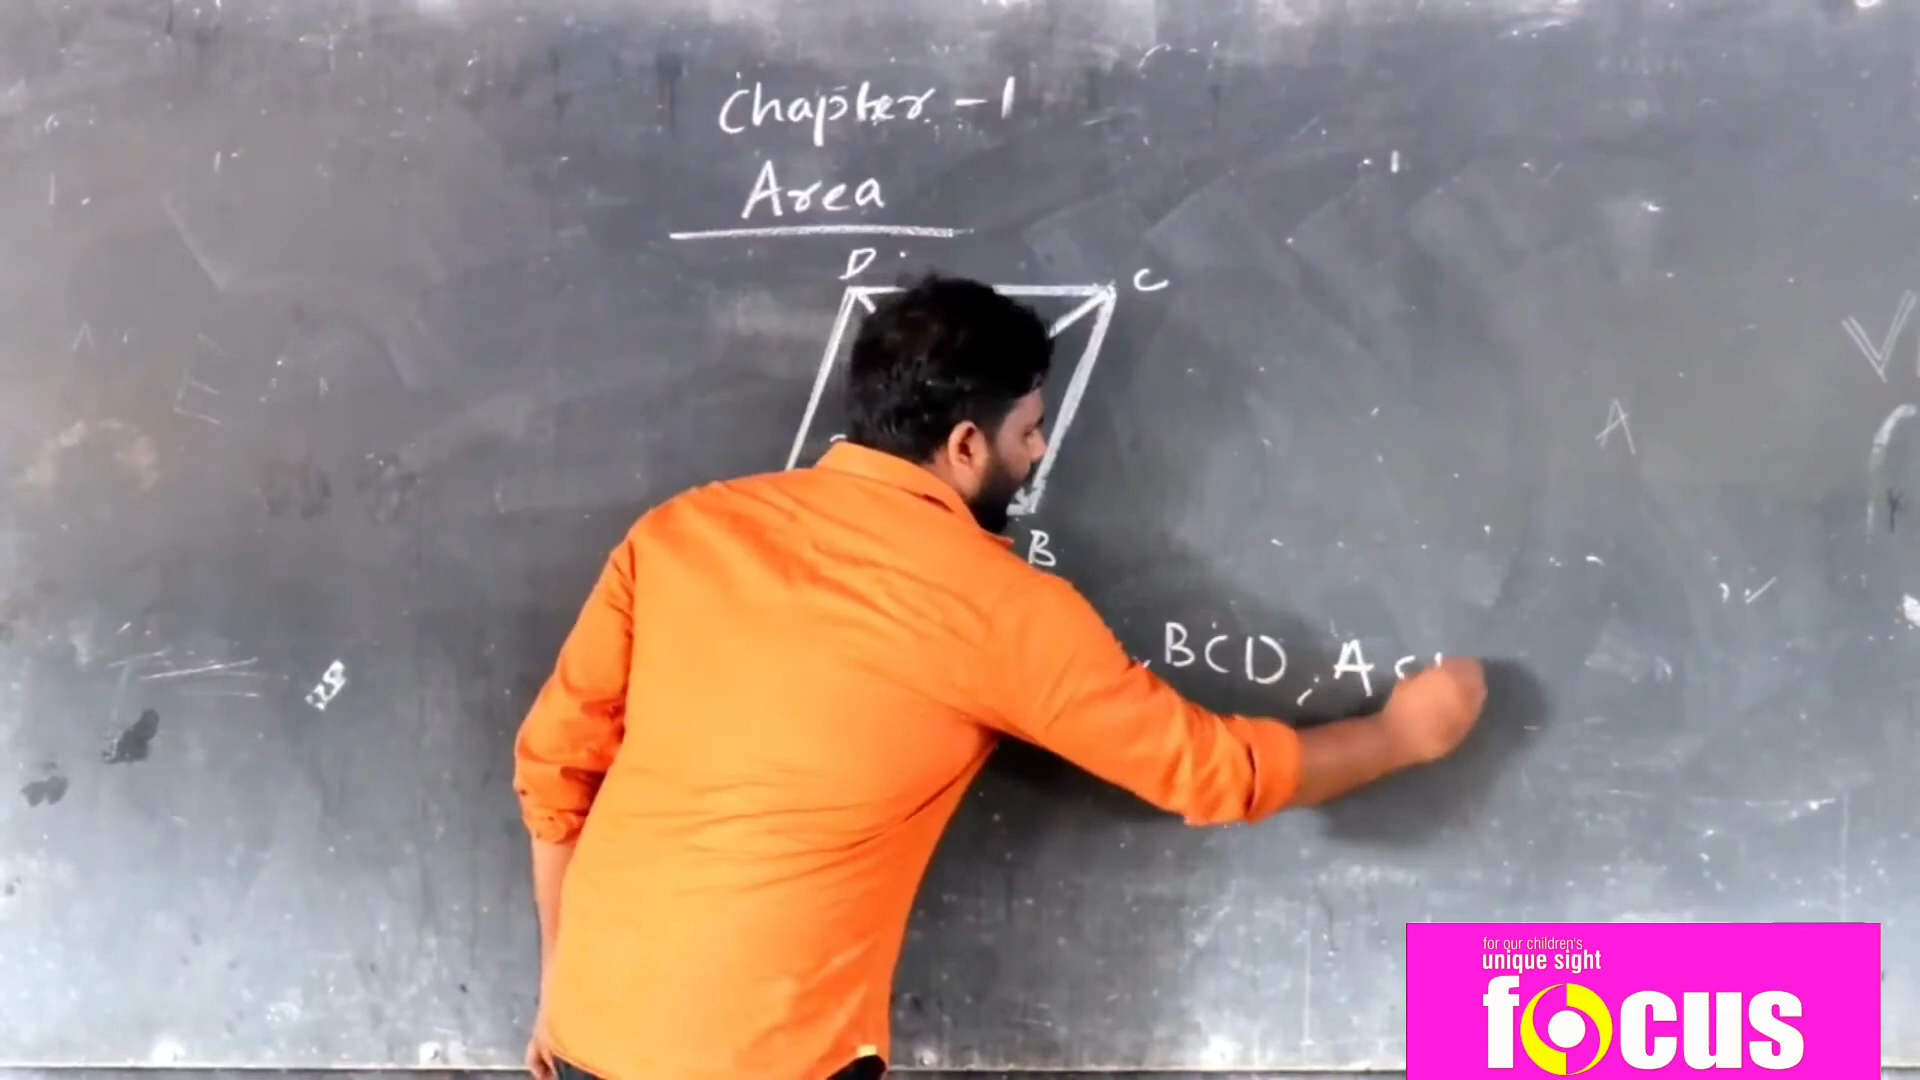 Chapter - 1
Area
D
C
B
BCD, A C
A
for our children's
unique sight
focus